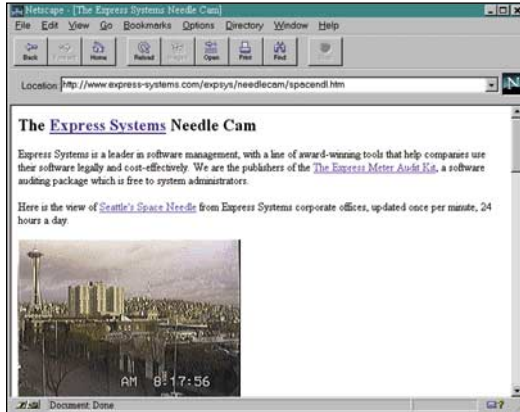 Netscape - [The Express Systems Needle Cam]
File Edit View Go Bookmarks Options Directory Window Help
Back Forward Home Reload Images Open Print Find Stop
Location: http://www.express-systems.com/expsys/needlecam/spacendl.htm
N
The Express Systems Needle Cam
Express Systems is a leader in software management, with a line of award-winning tools that help companies use
their software legally and cost-effectively. We are the publishers of the The Express Meter Audit Kit, a software
auditing package which is free to system administrators.
Here is the view of Seattle's Space Needle from Express Systems corporate offices, updated once per minute, 24
hours a day.
AM 8:17:56
Document: Done